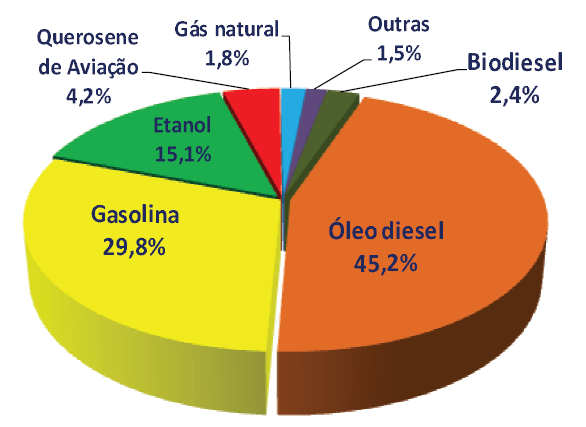 Querosene
de Aviação
4,2%
Gás natural
1,8%
Outras
1,5%
Biodiesel
2,4%
Etanol
15,1%
Gasolina
29,8%
Óleo diesel
45,2%